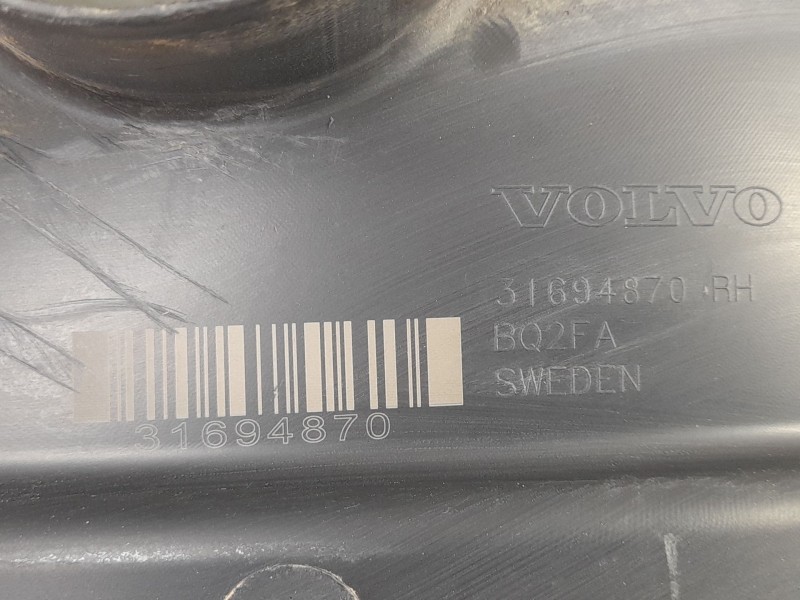 VOLVO
31694870 RH
BQ2FA
SWEDEN
31694870